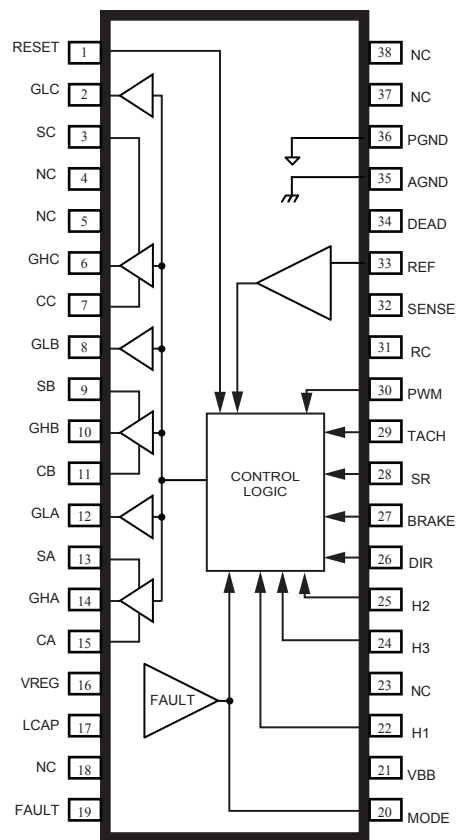 RESET 1
GLC 2
SC 3
NC 4
NC 5
GHC 6
CC 7
GLB 8
SB 9
GHB 10
CB 11
GLA 12
SA 13
GHA 14
CA 15
VREG 16
LCAP 17
NC 18
FAULT 19
CONTROL
LOGIC
FAULT
38 NC
37 NC
36 PGND
35 AGND
34 DEAD
33 REF
32 SENSE
31 RC
30 PWM
29 TACH
28 SR
27 BRAKE
26 DIR
25 H2
24 H3
23 NC
22 H1
21 VBB
20 MODE